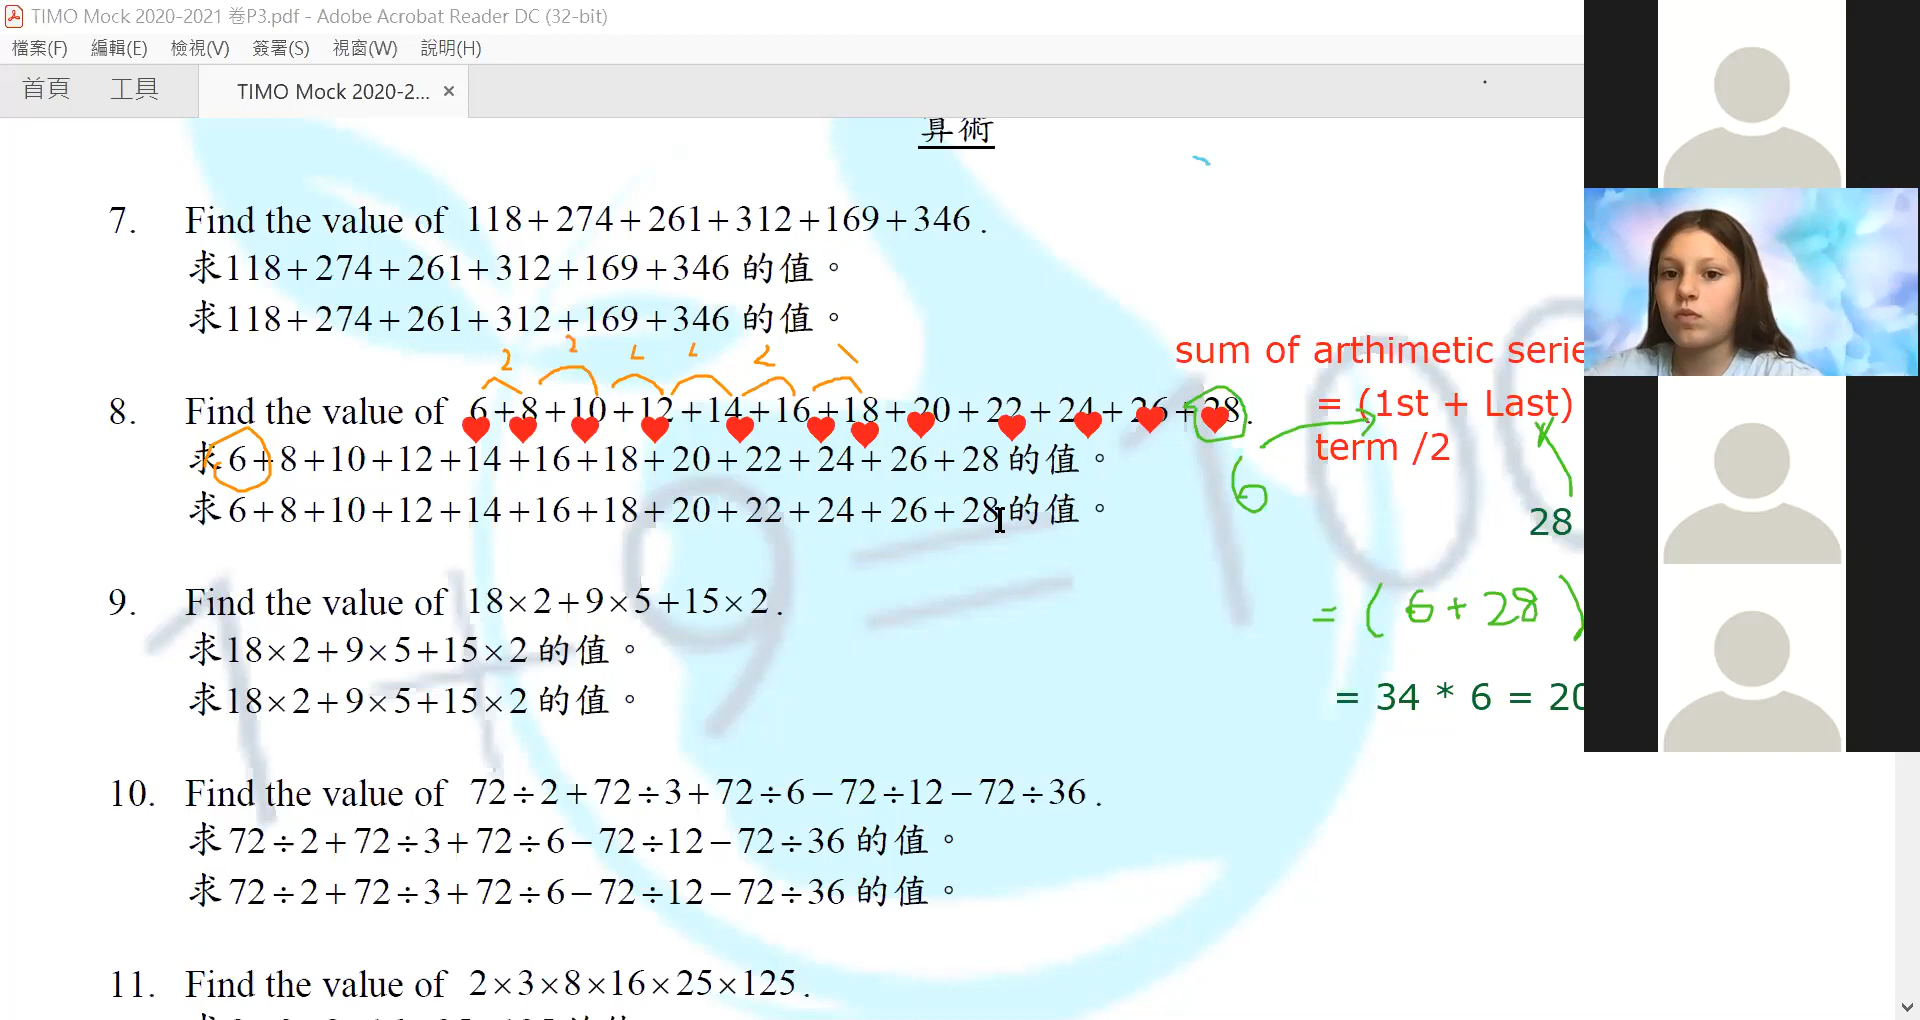 TIMO Mock 2020-2021 卷P3.pdf - Adobe Acrobat Reader DC (32-bit)
檔案(F) 編輯(E) 檢視(V) 簽署(S) 視窗(W) 說明(H)
首頁 工具 TIMO Mock 2020-2... ×
算術
7. Find the value of 118+274+261+312+169+346.
求118+274+261+312+169+346 的值。
求118+274+261+312+169+346 的值。
2 2
sum of arthimetic serie
8. Find the value of 6+8+10+12+14+16+18+20+22+24+26+28.
= (1st + Last)
term /2
求6+8+10+12+14+16+18+20+22+24+26+28的值。
6
求6+8+10+12+14+16+18+20+22+24+26+28的值。
28
9. Find the value of 18×2+9×5+15×2.
= (6+28)
求18×2+9×5+15×2 的值。
求18×2+9×5+15×2 的值。
= 34 * 6 = 20
10. Find the value of 72÷2+72÷3+72÷6−72÷12−72÷36.
求72÷2+72÷3+72÷6−72÷12−72÷36 的值。
求72÷2+72÷3+72÷6−72÷12−72÷36 的值。
11. Find the value of 2×3×8×16×25×125.
1+9=100